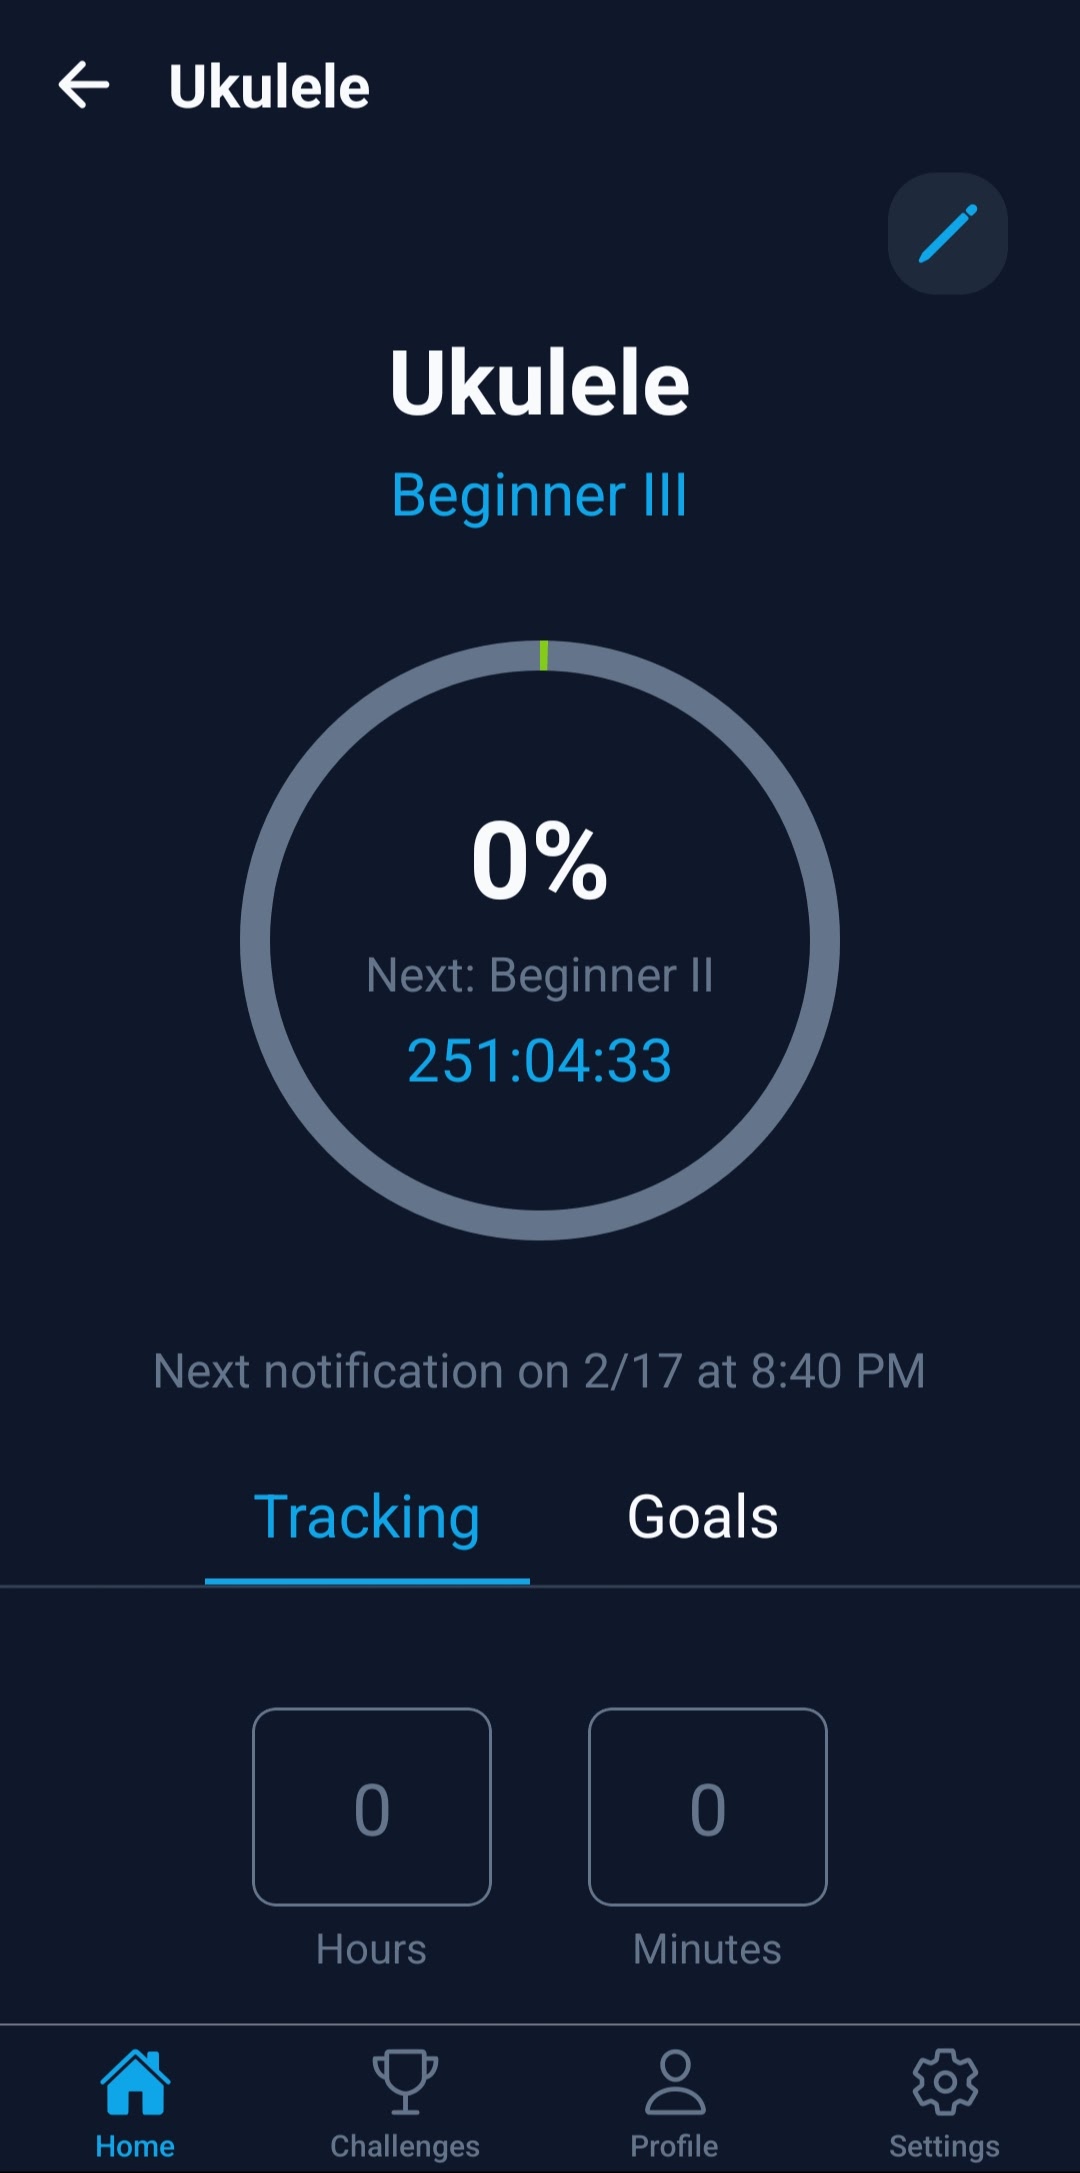 Ukulele
Ukulele
Beginner III
0%
Next: Beginner II
251:04:33
Next notification on 2/17 at 8:40 PM
Tracking Goals
0 0
Hours Minutes
Home Challenges Profile Settings